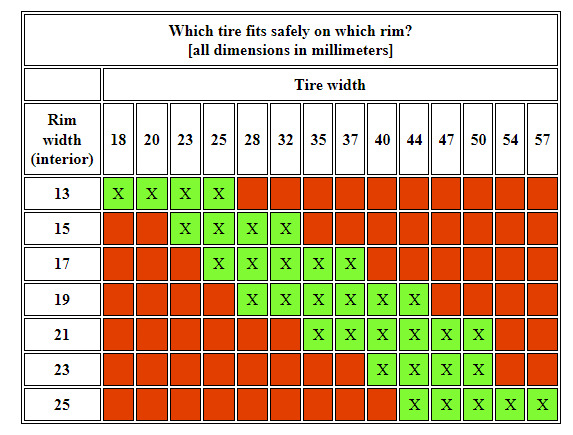 Which tire fits safely on which rim?
[all dimensions in millimeters]
Tire width
Rim
width
(interior)
18 20 23 25 28 32 35 37 40 44 47 50 54 57
13 X X X X
15 X X X X
17 X X X X X
19 X X X X X X
21 X X X X X X
23 X X X X
25 X X X X X